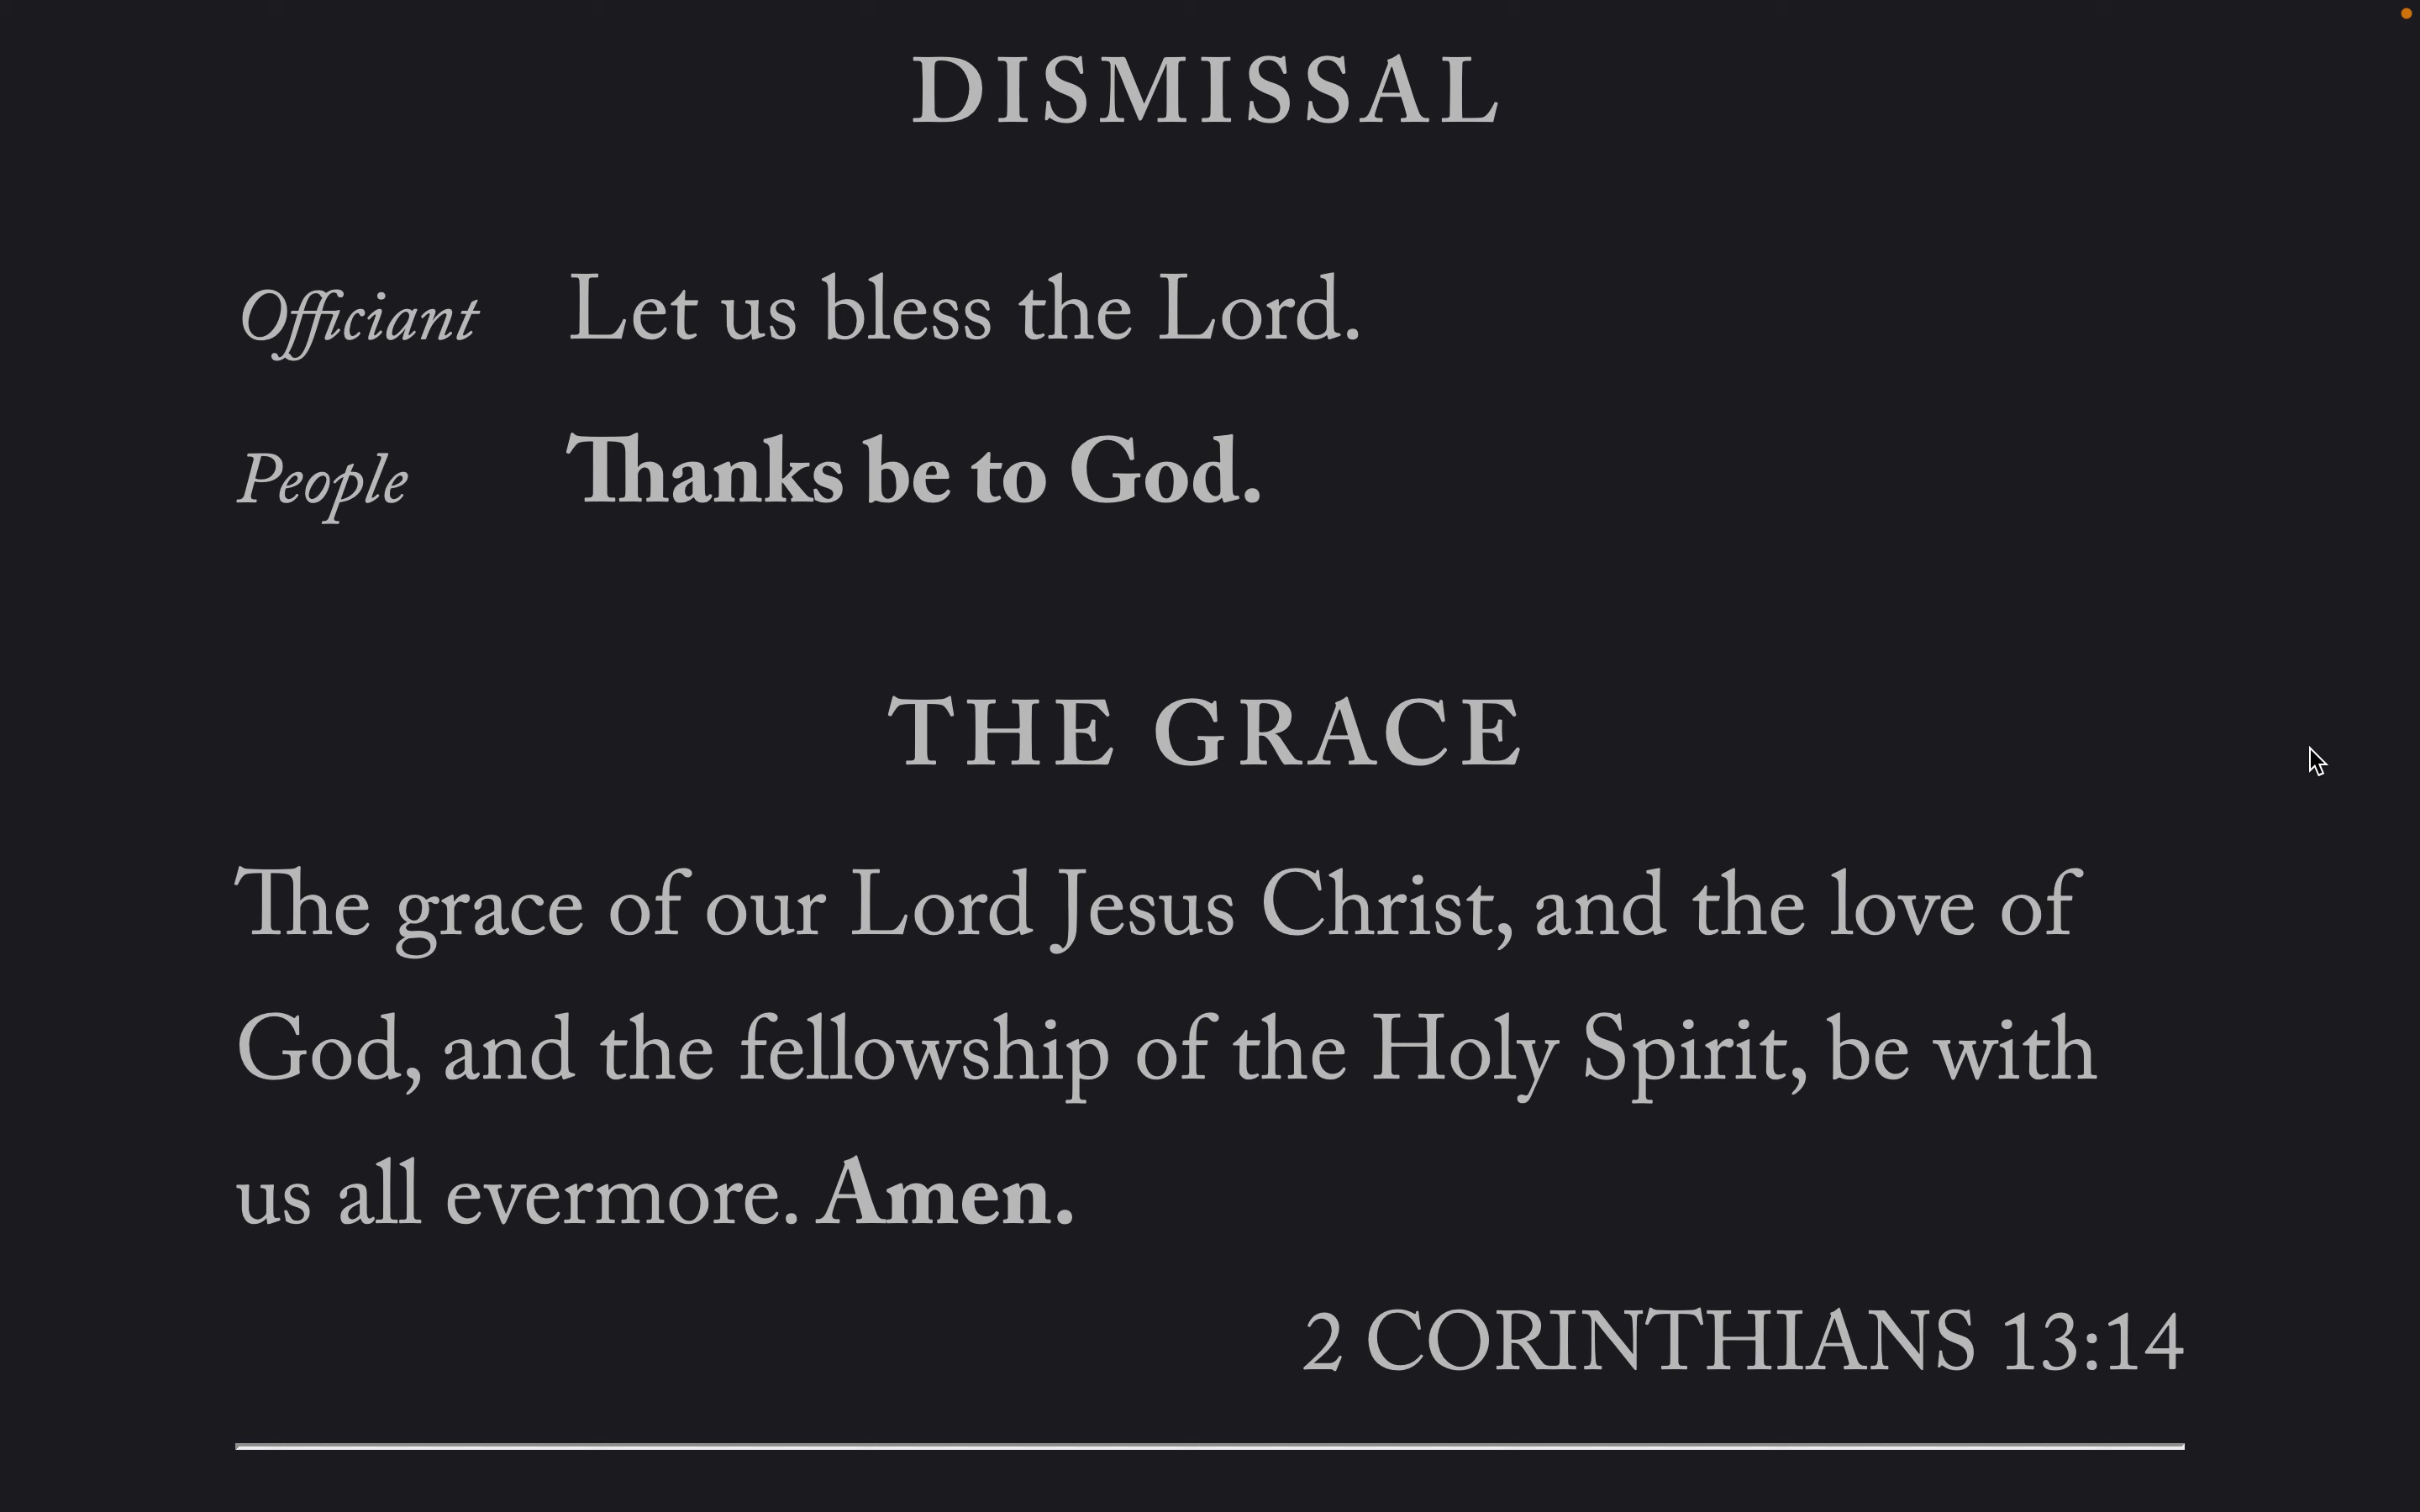 DISMISSAL
Officiant Let us bless the Lord.
People Thanks be to God.
THE GRACE
The grace of our Lord Jesus Christ, and the love of
God, and the fellowship of the Holy Spirit, be with
us all evermore. Amen.
2 CORINTHIANS 13:14